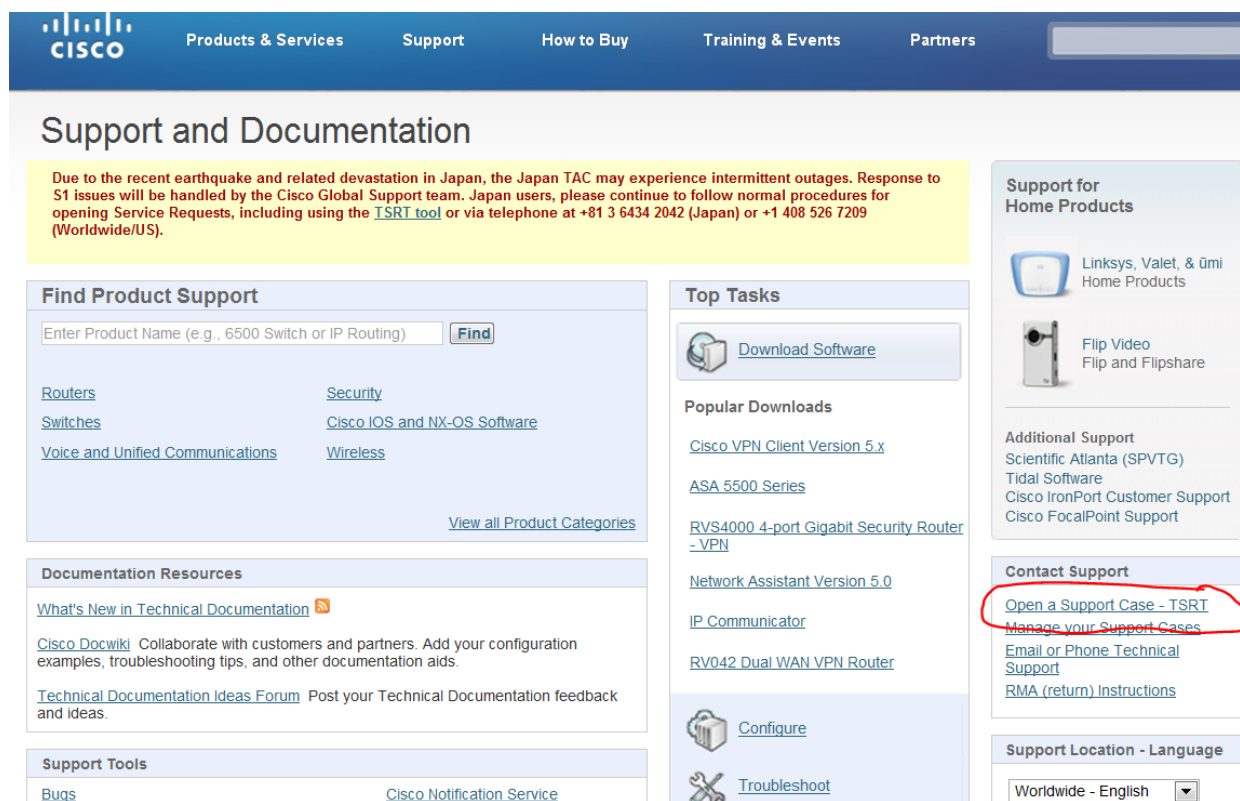 CISCO
Products & Services
Support
How to Buy
Training & Events
Partners
Support and Documentation
Due to the recent earthquake and related devastation in Japan, the Japan TAC may experience intermittent outages. Response to
S1 issues will be handled by the Cisco Global Support team. Japan users, please continue to follow normal procedures for
opening Service Requests, including using the TSRT tool or via telephone at +81 3 6434 2042 (Japan) or +1 408 526 7209
(Worldwide/US).
Find Product Support
Enter Product Name (e.g., 6500 Switch or IP Routing)
Find
Routers
Security
Switches
Cisco IOS and NX-OS Software
Voice and Unified Communications
Wireless
View all Product Categories
Documentation Resources
What's New in Technical Documentation
Cisco Docwiki Collaborate with customers and partners. Add your configuration
examples, troubleshooting tips, and other documentation aids.
Technical Documentation Ideas Forum Post your Technical Documentation feedback
and ideas.
Support Tools
Bugs
Cisco Notification Service
Top Tasks
Download Software
Popular Downloads
Cisco VPN Client Version 5.x
ASA 5500 Series
RVS4000 4-port Gigabit Security Router
- VPN
Network Assistant Version 5.0
IP Communicator
RV042 Dual WAN VPN Router
Configure
Troubleshoot
Support for
Home Products
Linksys, Valet, & ūmi
Home Products
Flip Video
Flip and Flipshare
Additional Support
Scientific Atlanta (SPVTG)
Tidal Software
Cisco IronPort Customer Support
Cisco FocalPoint Support
Contact Support
Open a Support Case - TSRT
Manage your Support Cases
Email or Phone Technical
Support
RMA (return) Instructions
Support Location - Language
Worldwide - English